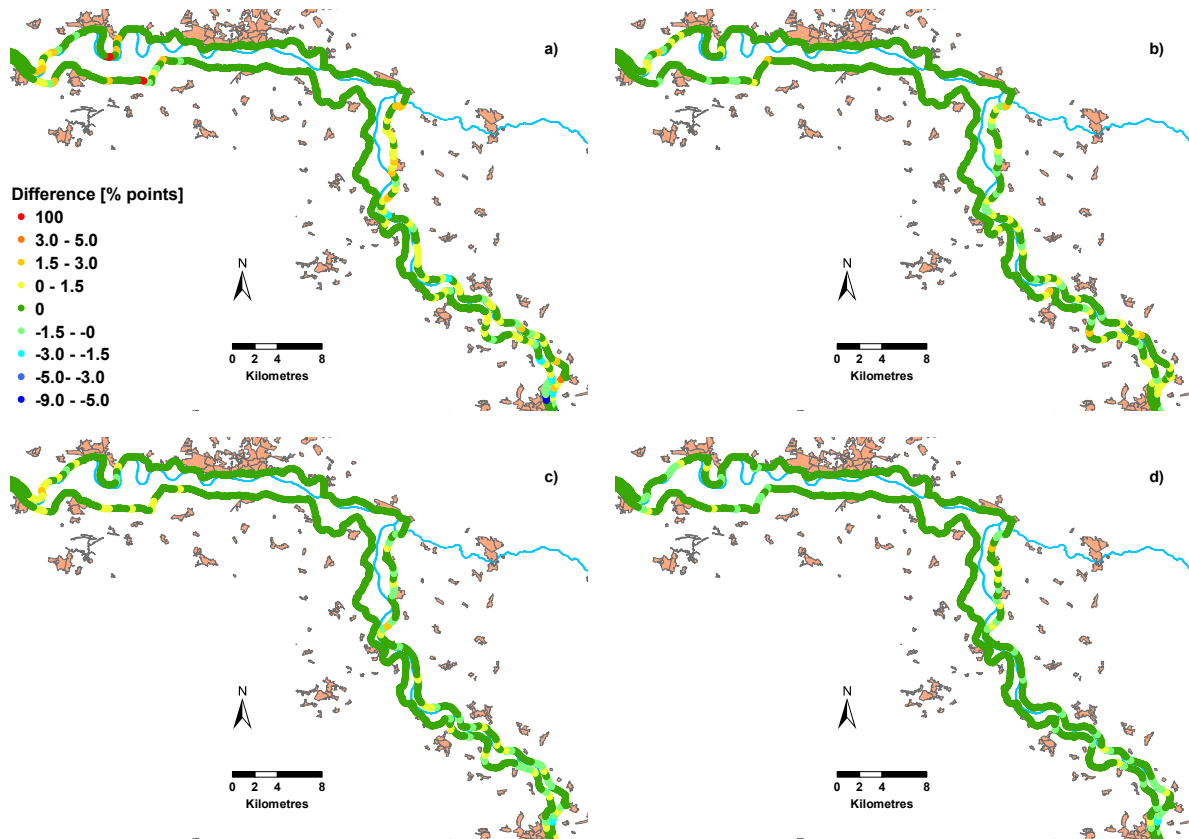 a)
b)
Difference [% points]
100
3.0 - 5.0
1.5 - 3.0
0 - 1.5
0
-1.5 - -0
-3.0 - -1.5
-5.0- -3.0
-9.0 - -5.0
N
0 2 4 8
Kilometres
N
0 2 4 8
Kilometres
c)
d)
N
0 2 4 8
Kilometres
N
0 2 4 8
Kilometres